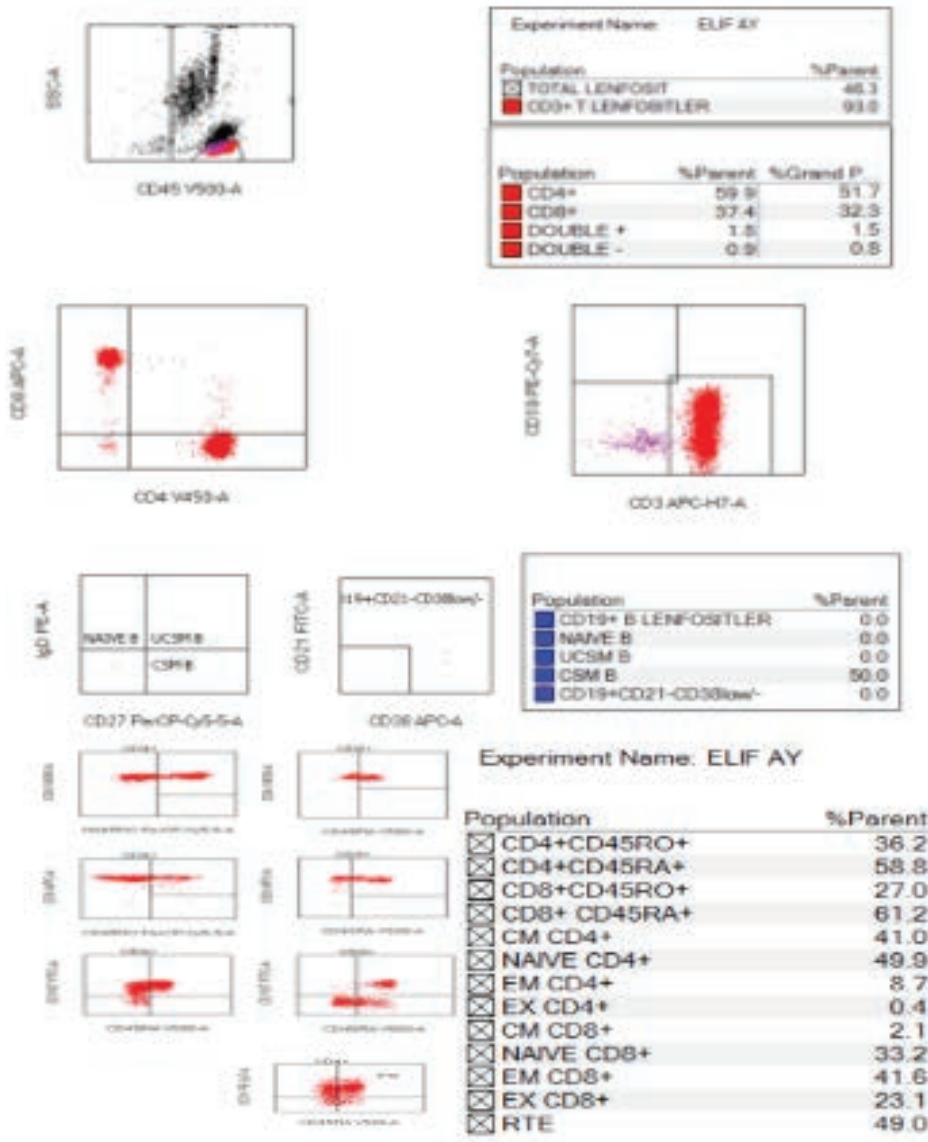 Experiment Name: ELIF AY
Population %Parent
TOTAL LENFOSIT 46.3
CD3+ T LENFOSITLER 93.0
SSC-A
CD45 V500-A
Population %Parent %Grand P...
CD4+ 59.9 51.7
CD8+ 37.4 32.3
DOUBLE + 1.8 1.5
DOUBLE - 0.9 0.8
CD8 APC-A
CD4 V450-A
CD19 PE-Cy7-A
CD3 APC-H7-A
IgD PE-A
NAIVE B UCSM B
CSM B
CD27 PerCP-Cy5-5-A
CD21 FITC-A
19+CD21-CD38low/-
CD38 APC-A
Population %Parent
CD19+ B LENFOSITLER 0.0
NAIVE B 0.0
UCSM B 0.0
CSM B 50.0
CD19+CD21-CD38low/- 0.0
Experiment Name: ELIF AY
Population %Parent
CD4+CD45RO+ 36.2
CD4+CD45RA+ 58.8
CD8+CD45RO+ 27.0
CD8+ CD45RA+ 61.2
CM CD4+ 41.0
NAIVE CD4+ 49.9
EM CD4+ 8.7
EX CD4+ 0.4
CM CD8+ 2.1
NAIVE CD8+ 33.2
EM CD8+ 41.6
EX CD8+ 23.1
RTE 49.0